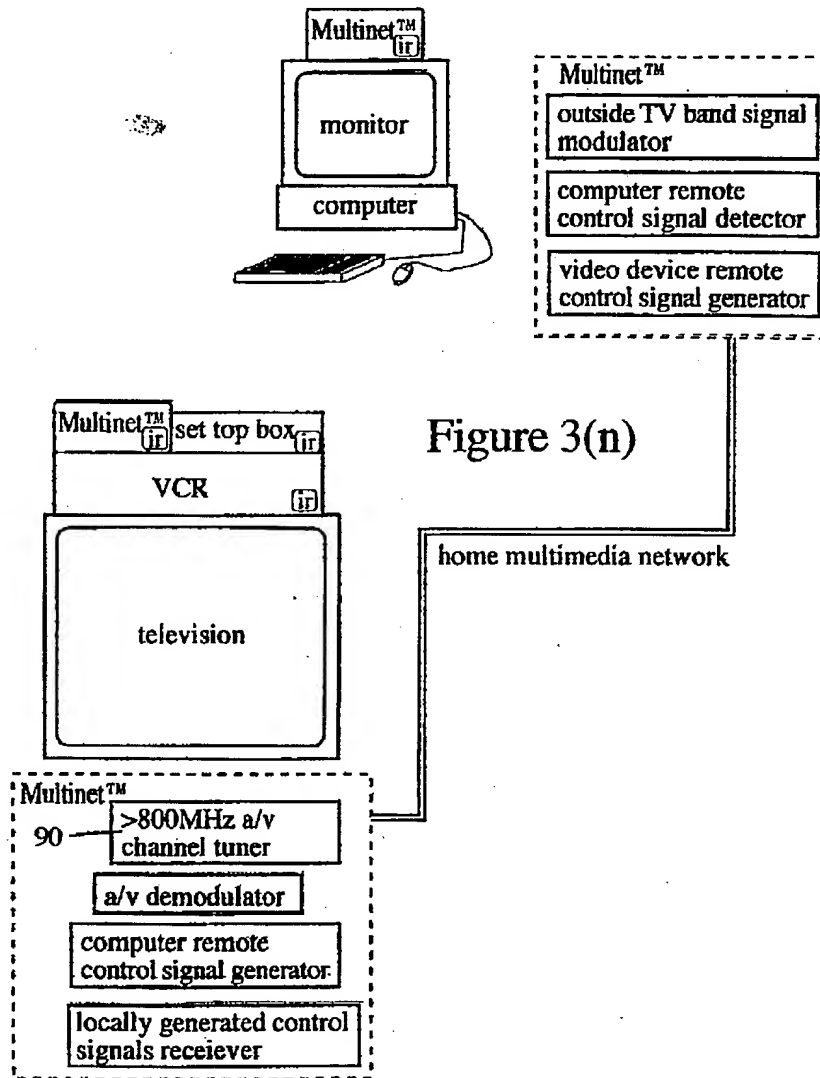 Multinet™
ir
monitor
computer
Multinet™
outside TV band signal
modulator
computer remote
control signal detector
video device remote
control signal generator
Multinet™
ir
set top box
ir
VCR
ir
Figure 3(n)
home multimedia network
television
Multinet™
90
>800MHz a/v
channel tuner
a/v demodulator
computer remote
control signal generator
locally generated control
signals receiever